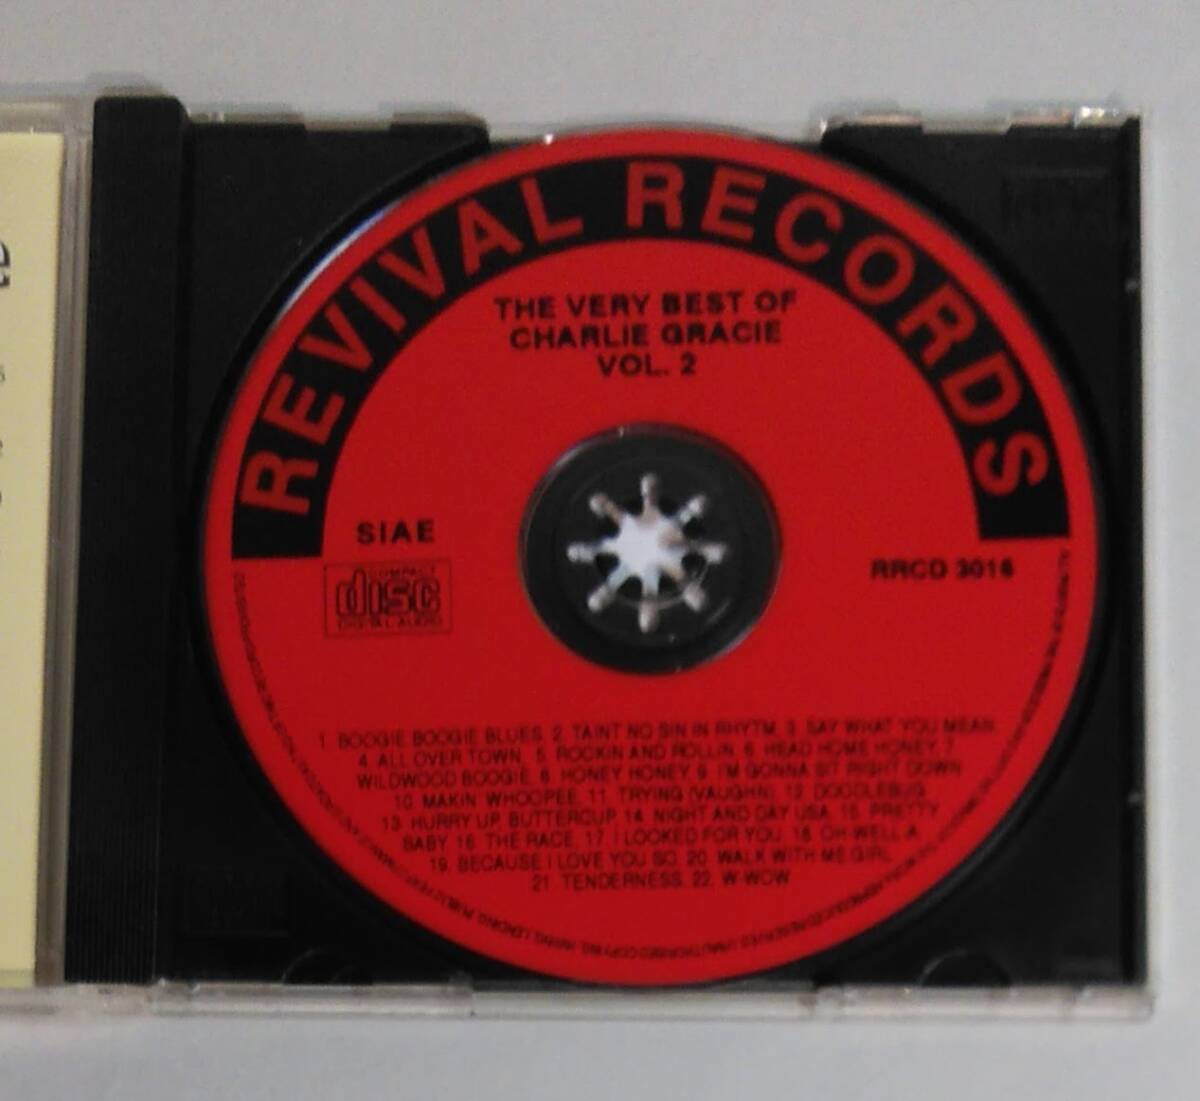 REVIVAL RECORDS
THE VERY BEST OF
CHARLIE GRACIE
VOL. 2
SIAE
COMPACT
disc
DIGITAL AUDIO
RRCD 3016
1 BOOGIE BOOGIE BLUES. 2. TAINT NO SIN IN RHYTM. 3. SAY WHAT YOU MEAN.
4. ALL OVER TOWN. 5. ROCKIN AND ROLLIN. 6. HEAD HOME HONEY. 7.
WILDWOOD BOOGIE. 8. HONEY HONEY. 9. I'M GONNA SIT RIGHT DOWN
10. MAKIN' WHOOPEE. 11. TRYING (VAUGHN). 12. DOODLEBUG
13. HURRY UP, BUTTERCUP. 14. NIGHT AND DAY USA. 15. PRETTY
BABY 16. THE RACE. 17. I LOOKED FOR YOU. 18. OH-WELL-A
19. BECAUSE I LOVE YOU SO. 20. WALK WITH ME GIRL
21. TENDERNESS. 22. W-WOW
e